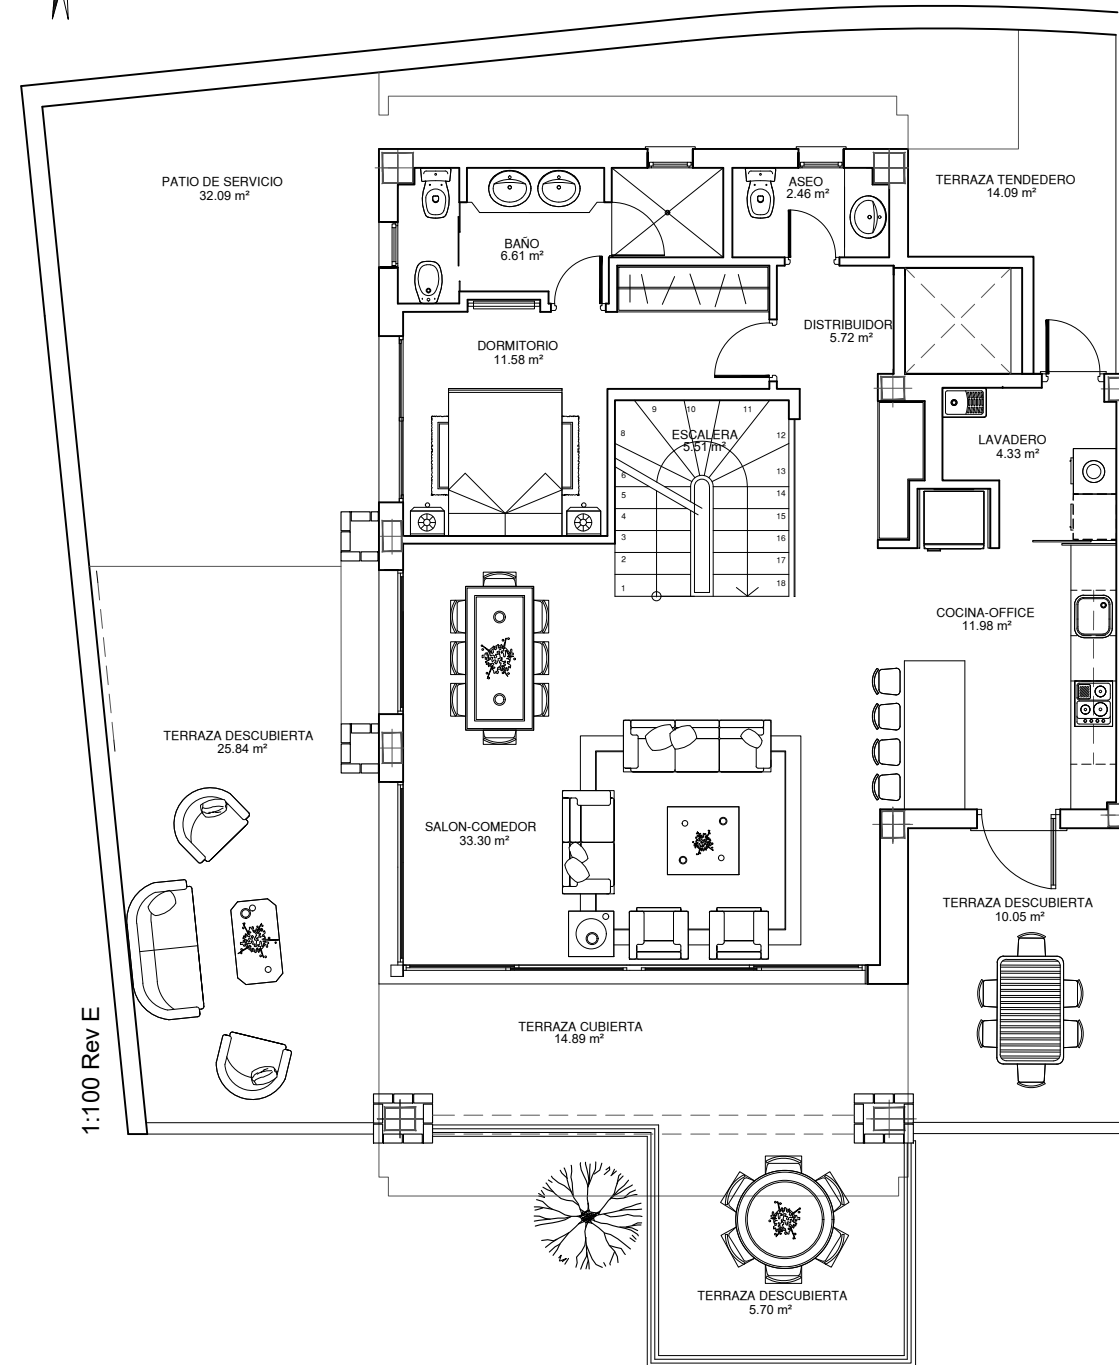 PATIO DE SERVICIO
32.09 m²
ASEO
2.46 m²
TERRAZA TENDEDERO
14.09 m²
BAÑO
6.61 m²
DISTRIBUIDOR
5.72 m²
DORMITORIO
11.58 m²
9
10
11
8
ESCALERA
5.51 m²
12
LAVADERO
4.33 m²
13
6
5
14
4
15
3
16
2
17
1
18
COCINA-OFFICE
11.98 m²
TERRAZA DESCUBIERTA
25.84 m²
SALON-COMEDOR
33.30 m²
TERRAZA DESCUBIERTA
10.05 m²
TERRAZA CUBIERTA
14.89 m²
1:100 Rev E
TERRAZA DESCUBIERTA
5.70 m²